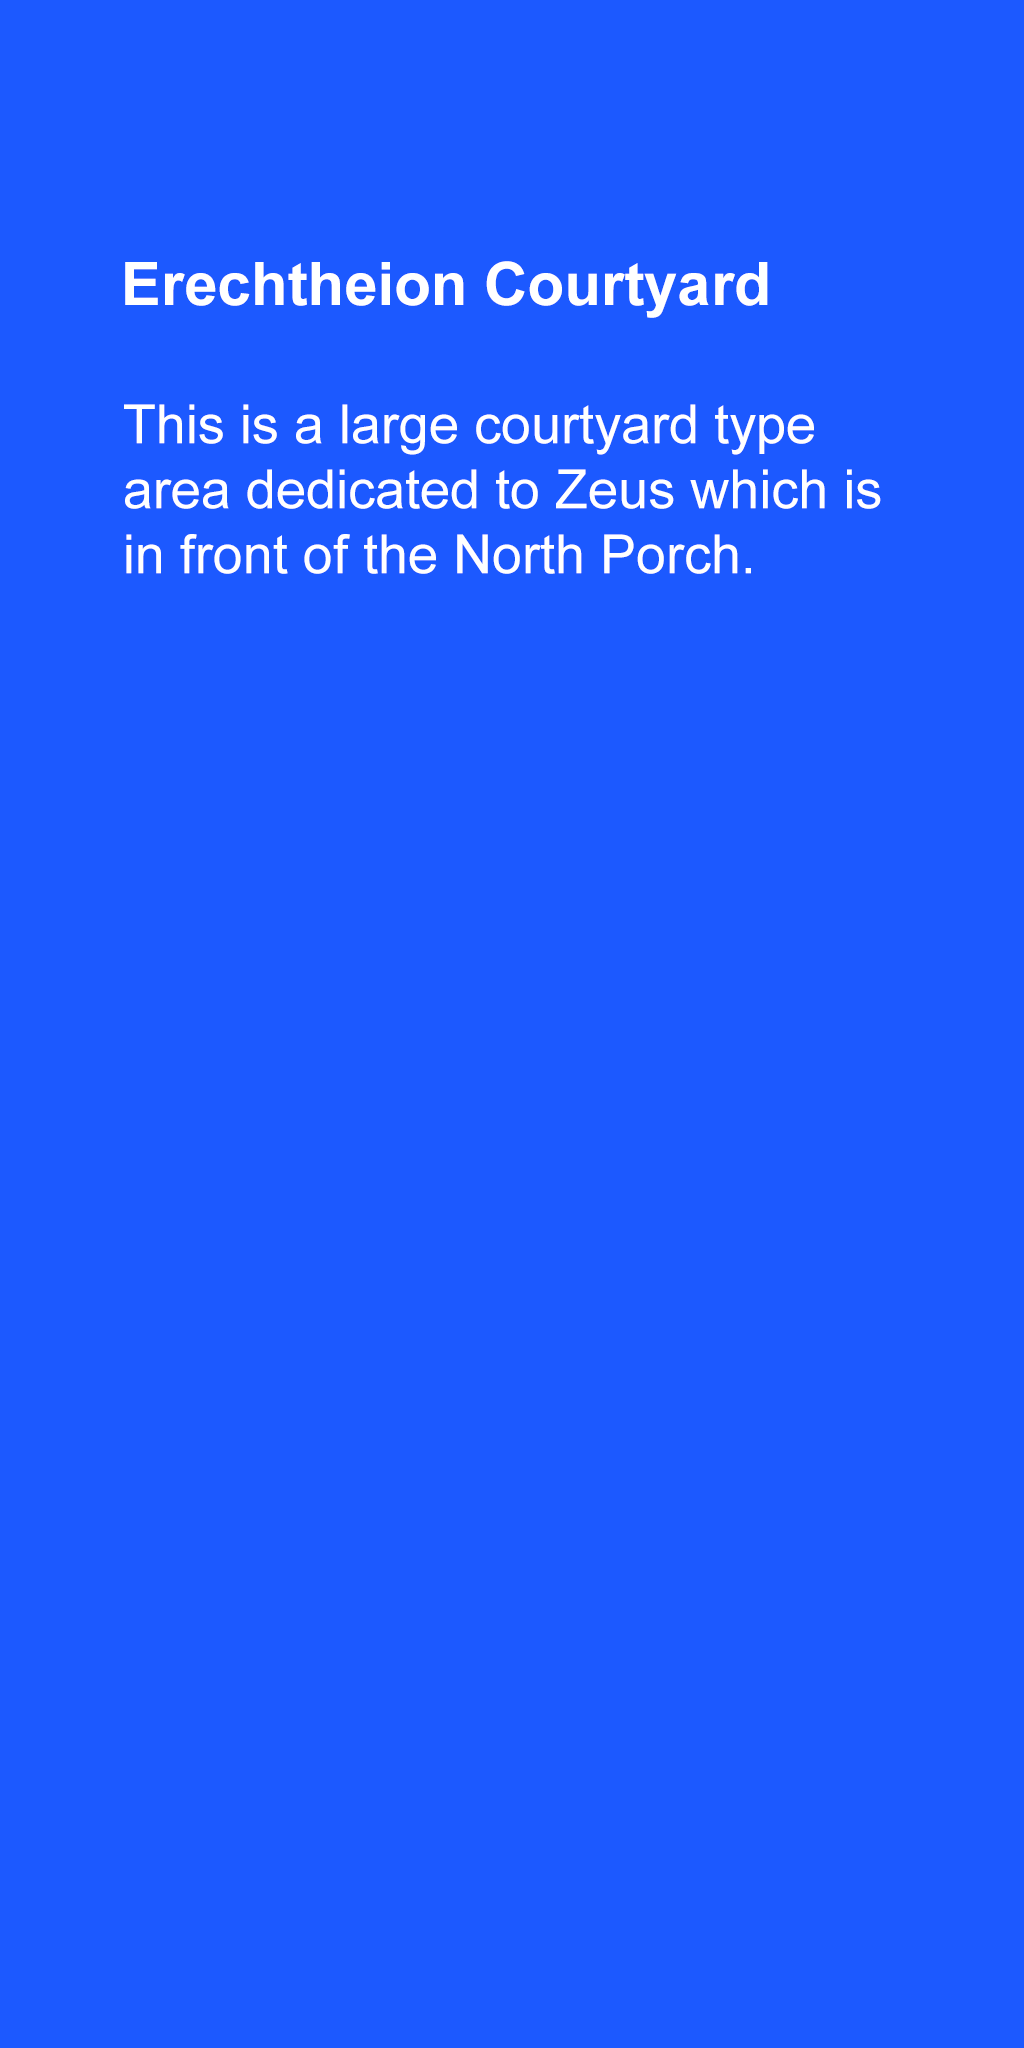 Erechtheion Courtyard
This is a large courtyard type
area dedicated to Zeus which is
in front of the North Porch.